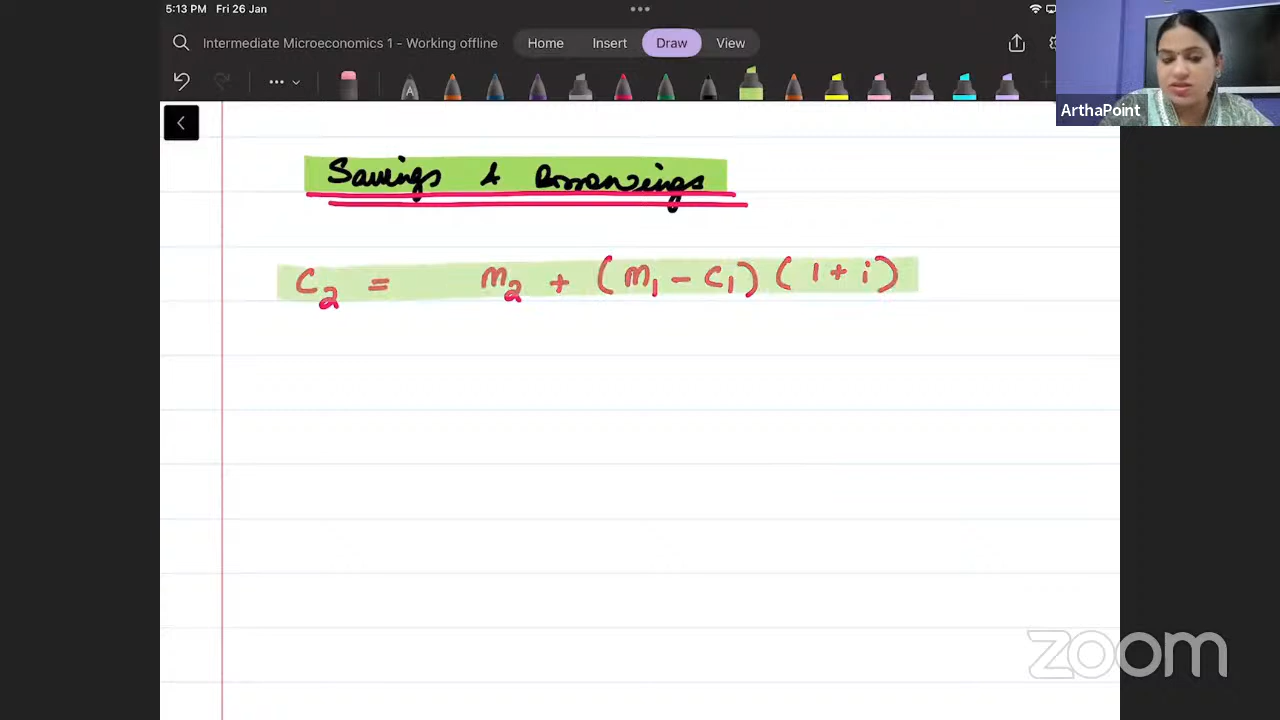 5:13 PM Fri 26 Jan
Intermediate Microeconomics 1 - Working offline Home Insert Draw View
A
ArthaPoint
Savings & Borrowings
C₂ = m₂ + (m₁ - C₁) (1 + i)
zoom